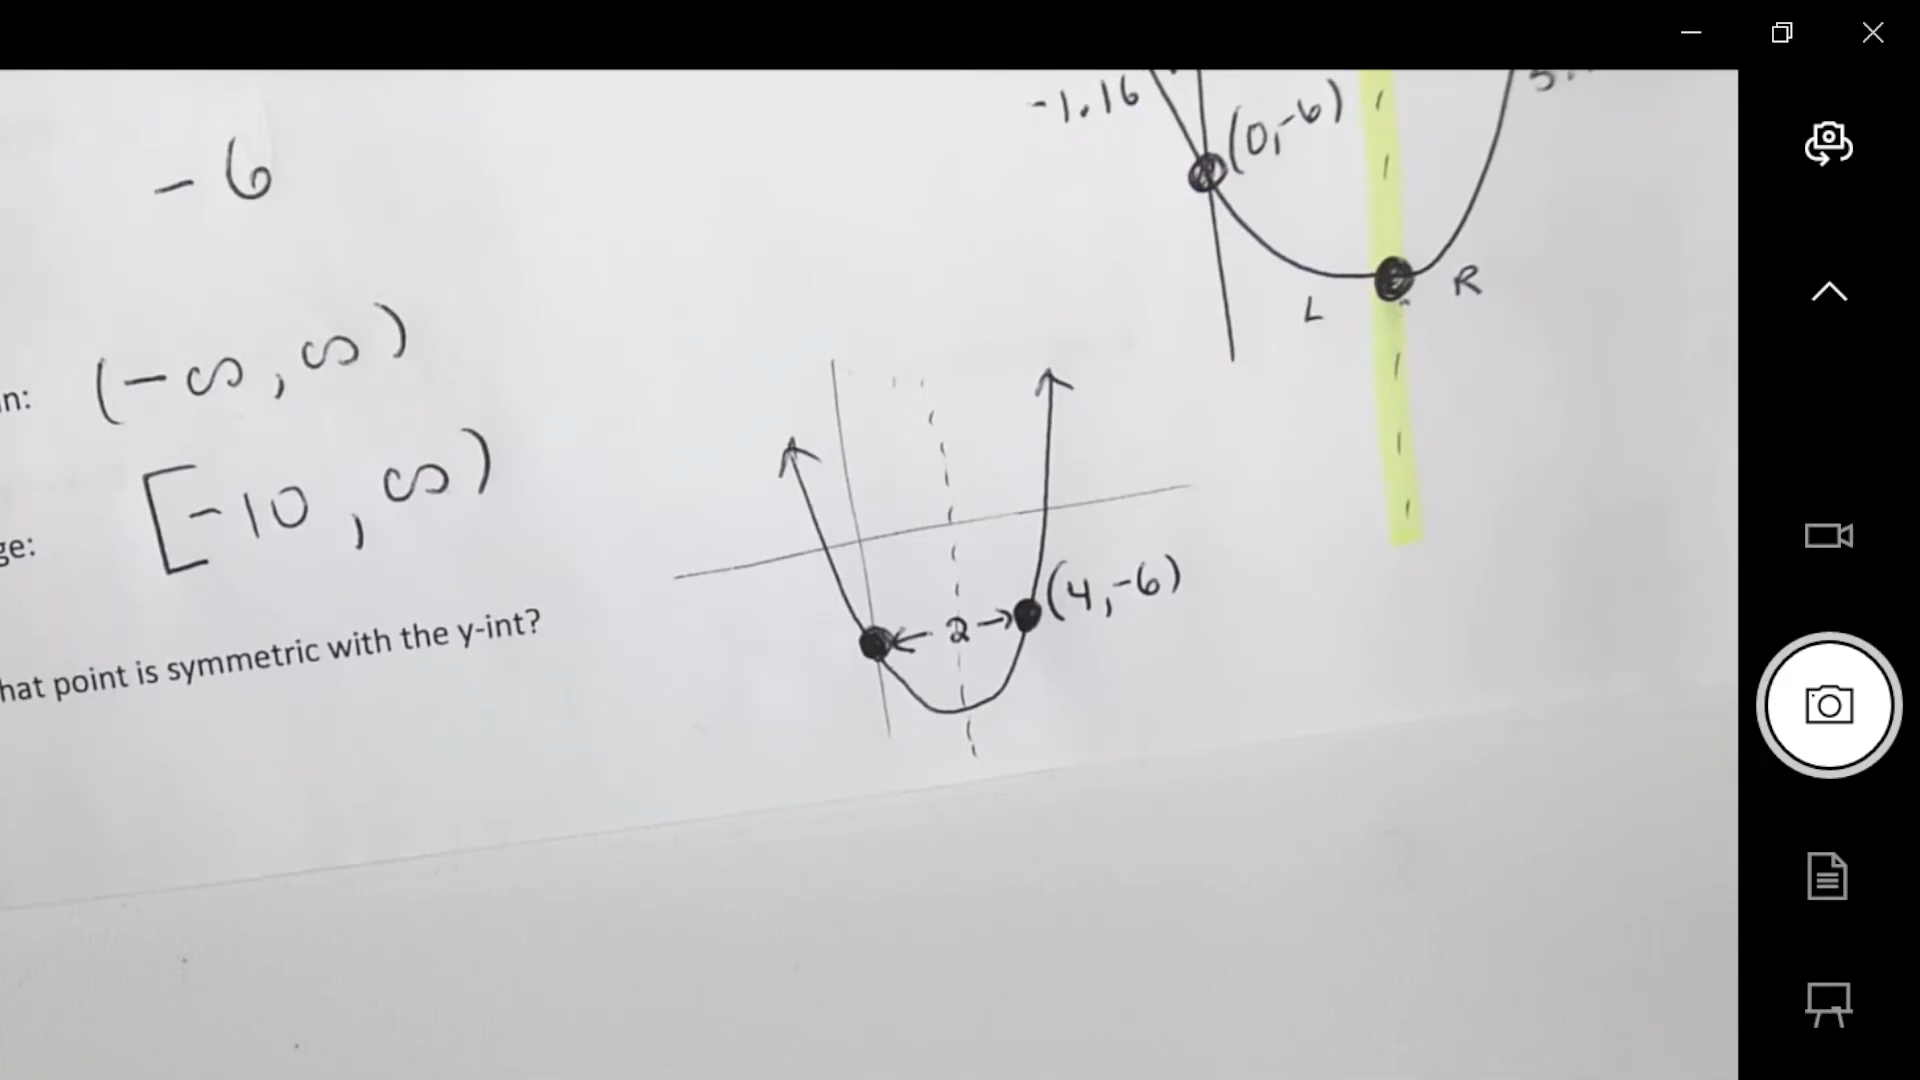 -1.16
(0,-6)
-6
L
R
n: (-∞, ∞)
ge: [-10, ∞)
← 2 → (4,-6)
hat point is symmetric with the y-int?